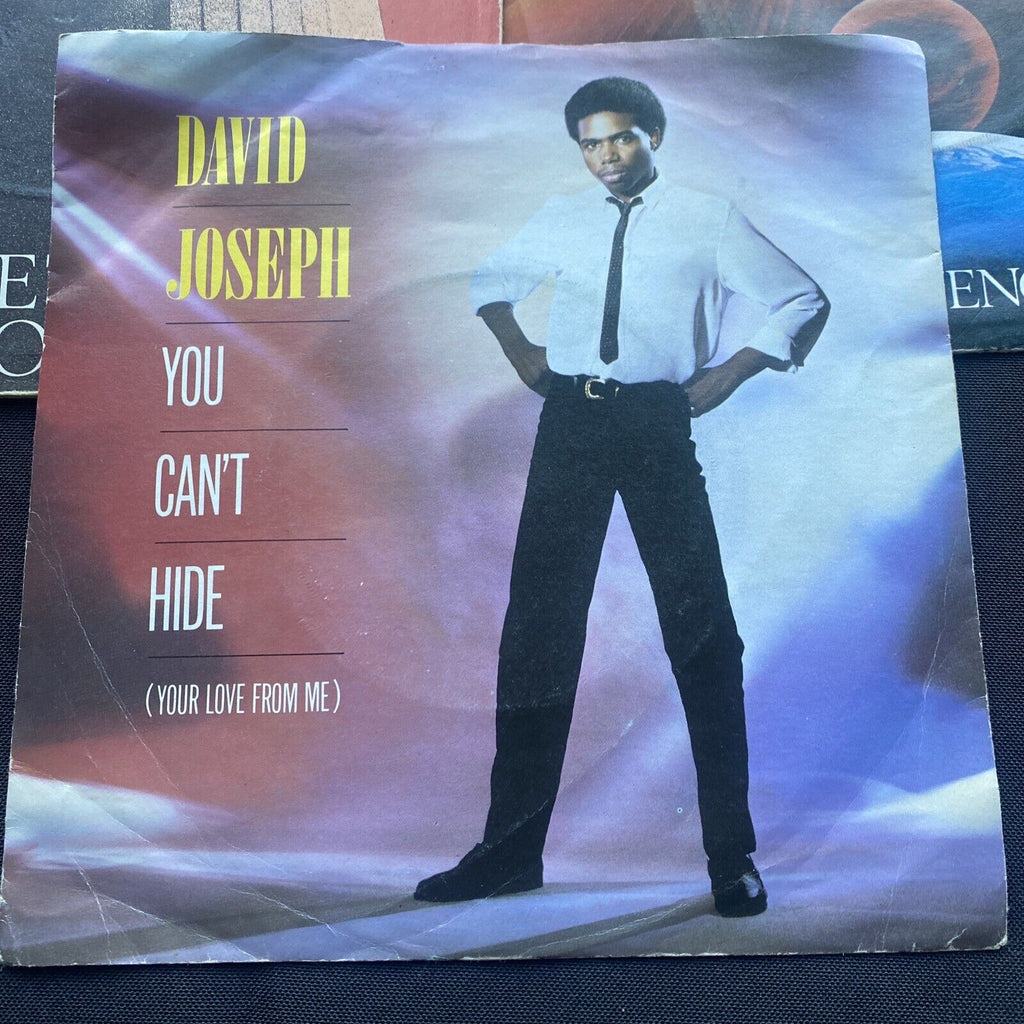 DAVID
JOSEPH
YOU
CAN'T
HIDE
(YOUR LOVE FROM ME)